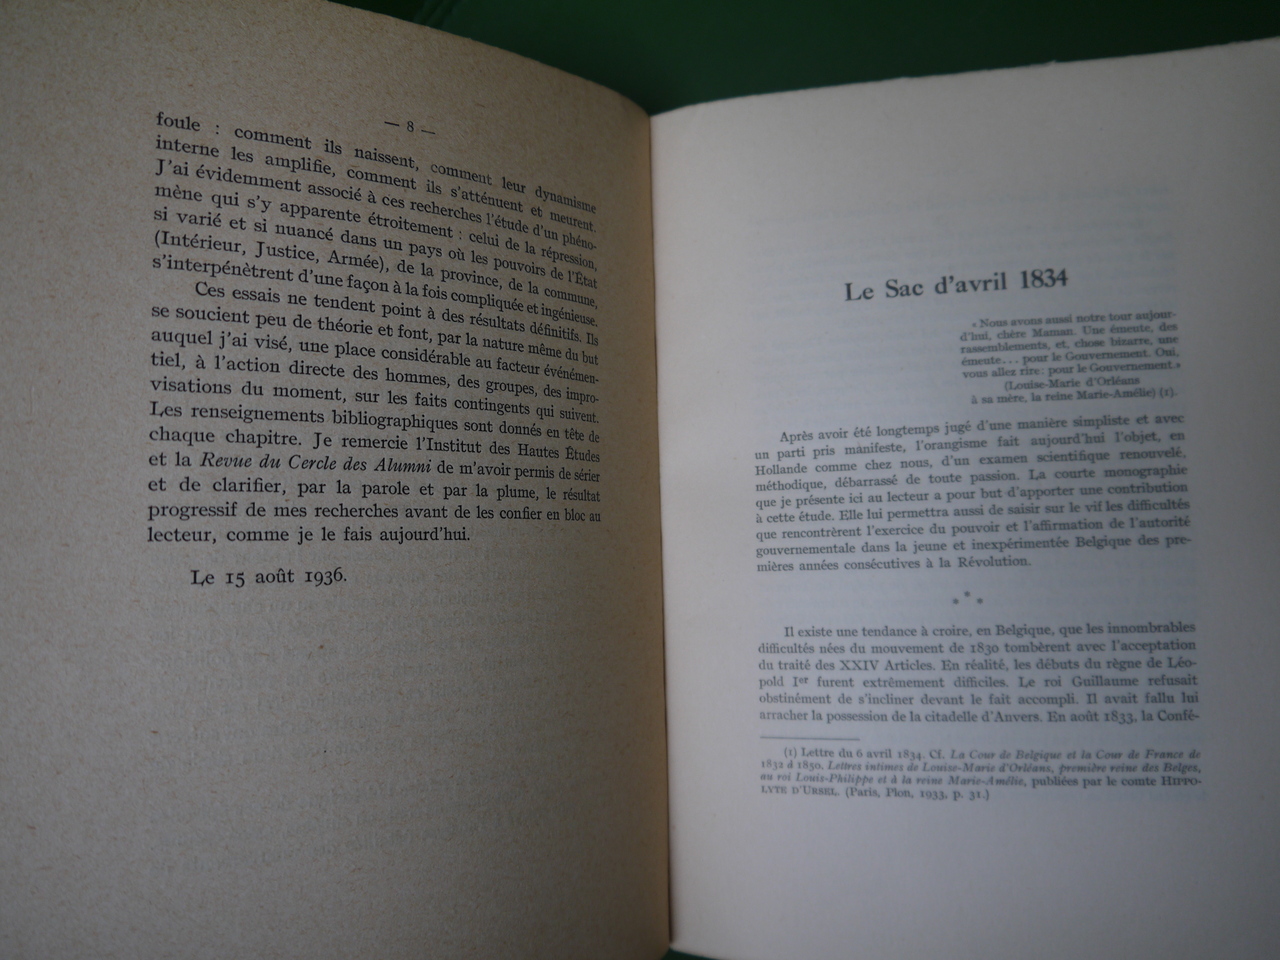 — 8 —
foule : comment ils naissent, comment leur dynamisme
interne les amplifie, comment ils s'atténuent et meurent.
J'ai évidemment associé à ces recherches l'étude d'un phéno-
mène qui s'y apparente étroitement : celui de la répression,
si varié et si nuancé dans un pays où les pouvoirs de l'État
(Intérieur, Justice, Armée), de la province, de la commune,
s'interpénètrent d'une façon à la fois compliquée et ingénieuse.
Ces essais ne tendent point à des résultats définitifs. Ils
se soucient peu de théorie et font, par la nature même du but
auquel j'ai visé, une place considérable au facteur événémen-
tiel, à l'action directe des hommes, des groupes, des impro-
visations du moment, sur les faits contingents qui suivent.
Les renseignements bibliographiques sont donnés en tête de
chaque chapitre. Je remercie l'Institut des Hautes Études
et la Revue du Cercle des Alumni de m'avoir permis de sérier
et de clarifier, par la parole et par la plume, le résultat
progressif de mes recherches avant de les confier en bloc au
lecteur, comme je le fais aujourd'hui.
Le 15 août 1936.
Le Sac d'avril 1834
« Nous avons aussi notre tour aujour-
d'hui, chère Maman. Une émeute, des
rassemblements, et, chose bizarre, une
émeute... pour le Gouvernement. Oui,
vous allez rire : pour le Gouvernement. »
(Louise-Marie d'Orléans
à sa mère, la reine Marie-Amélie) (1).
Après avoir été longtemps jugé d'une manière simpliste et avec
un parti pris manifeste, l'orangisme fait aujourd'hui l'objet, en
Hollande comme chez nous, d'un examen scientifique renouvelé,
méthodique, débarrassé de toute passion. La courte monographie
que je présente ici au lecteur a pour but d'apporter une contribution
à cette étude. Elle lui permettra aussi de saisir sur le vif les difficultés
que rencontrèrent l'exercice du pouvoir et l'affirmation de l'autorité
gouvernementale dans la jeune et inexpérimentée Belgique des pre-
mières années consécutives à la Révolution.
* * *
Il existe une tendance à croire, en Belgique, que les innombrables
difficultés nées du mouvement de 1830 tombèrent avec l'acceptation
du traité des XXIV Articles. En réalité, les débuts du règne de Léo-
pold Ier furent extrêmement difficiles. Le roi Guillaume refusait
obstinément de s'incliner devant le fait accompli. Il avait fallu lui
arracher la possession de la citadelle d'Anvers. En août 1833, la Confé-
(1) Lettre du 6 avril 1834. Cf. La Cour de Belgique et la Cour de France de
1832 à 1850. Lettres intimes de Louise-Marie d'Orléans, première reine des Belges,
au roi Louis-Philippe et à la reine Marie-Amélie, publiées par le comte HIPPO-
LYTE D'URSEL. (Paris, Plon, 1933, p. 31.)